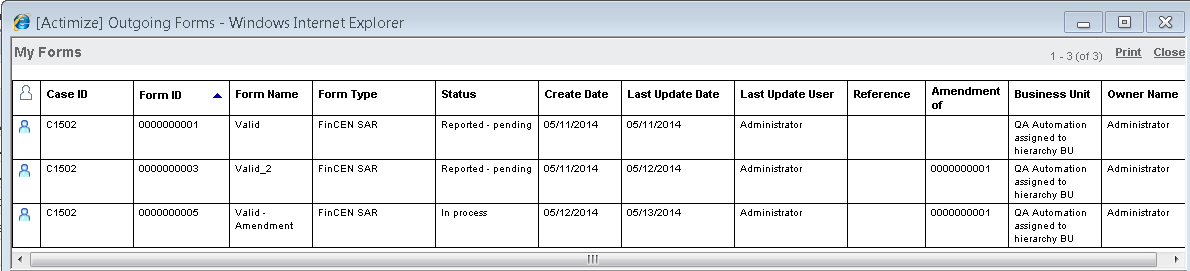 [Actimize] Outgoing Forms - Windows Internet Explorer
My Forms 1 - 3 (of 3) Print Close
Case ID Form ID Form Name Form Type Status Create Date Last Update Date Last Update User Reference Amendment of Business Unit Owner Name
C1502 0000000001 Valid FinCEN SAR Reported - pending 05/11/2014 05/11/2014 Administrator QA Automation assigned to hierarchy BU Administrator
C1502 0000000003 Valid_2 FinCEN SAR Reported - pending 05/11/2014 05/12/2014 Administrator 0000000001 QA Automation assigned to hierarchy BU Administrator
C1502 0000000005 Valid - Amendment FinCEN SAR In process 05/12/2014 05/13/2014 Administrator 0000000001 QA Automation assigned to hierarchy BU Administrator